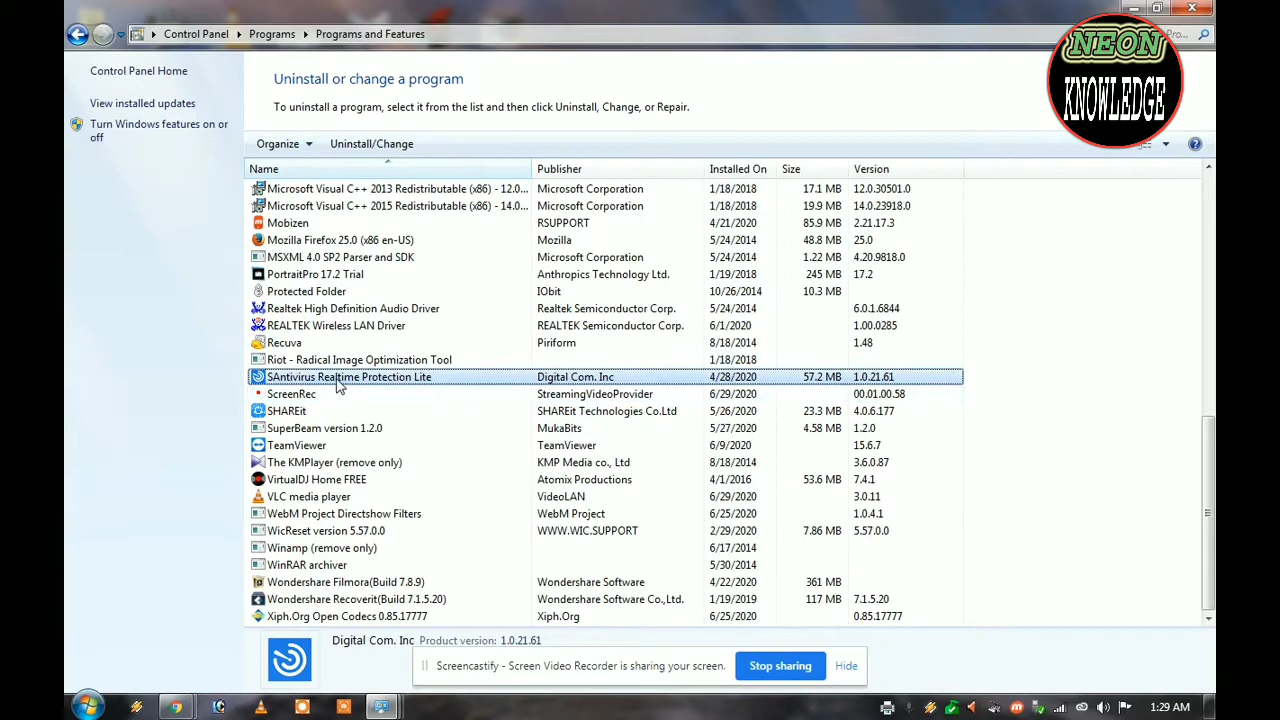 Control Panel
Programs
Programs and Features
Pro...
NEON
KNOWLEDGE
Control Panel Home
View installed updates
Turn Windows features on or
off
Uninstall or change a program
To uninstall a program, select it from the list and then click Uninstall, Change, or Repair.
Organize
Uninstall/Change
Name Publisher Installed On Size Version
Microsoft Visual C++ 2013 Redistributable (x86) - 12.0... Microsoft Corporation 1/18/2018 17.1 MB 12.0.30501.0
Microsoft Visual C++ 2015 Redistributable (x86) - 14.0... Microsoft Corporation 1/18/2018 19.9 MB 14.0.23918.0
Mobizen RSUPPORT 4/21/2020 85.9 MB 2.21.17.3
Mozilla Firefox 25.0 (x86 en-US) Mozilla 5/24/2014 48.8 MB 25.0
MSXML 4.0 SP2 Parser and SDK Microsoft Corporation 5/24/2014 1.22 MB 4.20.9818.0
PortraitPro 17.2 Trial Anthropics Technology Ltd. 1/19/2018 245 MB 17.2
Protected Folder IObit 10/26/2014 10.3 MB
Realtek High Definition Audio Driver Realtek Semiconductor Corp. 5/24/2014 6.0.1.6844
REALTEK Wireless LAN Driver REALTEK Semiconductor Corp. 6/1/2020 1.00.0285
Recuva Piriform 8/18/2014 1.48
Riot - Radical Image Optimization Tool 1/18/2018
SAntivirus Realtime Protection Lite Digital Com. Inc 4/28/2020 57.2 MB 1.0.21.61
ScreenRec StreamingVideoProvider 6/29/2020 00.01.00.58
SHAREit SHAREit Technologies Co.Ltd 5/26/2020 23.3 MB 4.0.6.177
SuperBeam version 1.2.0 MukaBits 5/27/2020 4.58 MB 1.2.0
TeamViewer TeamViewer 6/9/2020 15.6.7
The KMPlayer (remove only) KMP Media co., Ltd 8/18/2014 3.6.0.87
VirtualDJ Home FREE Atomix Productions 4/1/2016 53.6 MB 7.4.1
VLC media player VideoLAN 6/29/2020 3.0.11
WebM Project Directshow Filters WebM Project 6/25/2020 1.0.4.1
WicReset version 5.57.0.0 WWW.WIC.SUPPORT 2/29/2020 7.86 MB 5.57.0.0
Winamp (remove only) 6/17/2014
WinRAR archiver 5/30/2014
Wondershare Filmora(Build 7.8.9) Wondershare Software 4/22/2020 361 MB
Wondershare Recoverit(Build 7.1.5.20) Wondershare Software Co.,Ltd. 1/19/2019 117 MB 7.1.5.20
Xiph.Org Open Codecs 0.85.17777 Xiph.Org 6/25/2020 0.85.17777
Digital Com. Inc Product version: 1.0.21.61
Screencastify - Screen Video Recorder is sharing your screen. Stop sharing Hide
1:29 AM